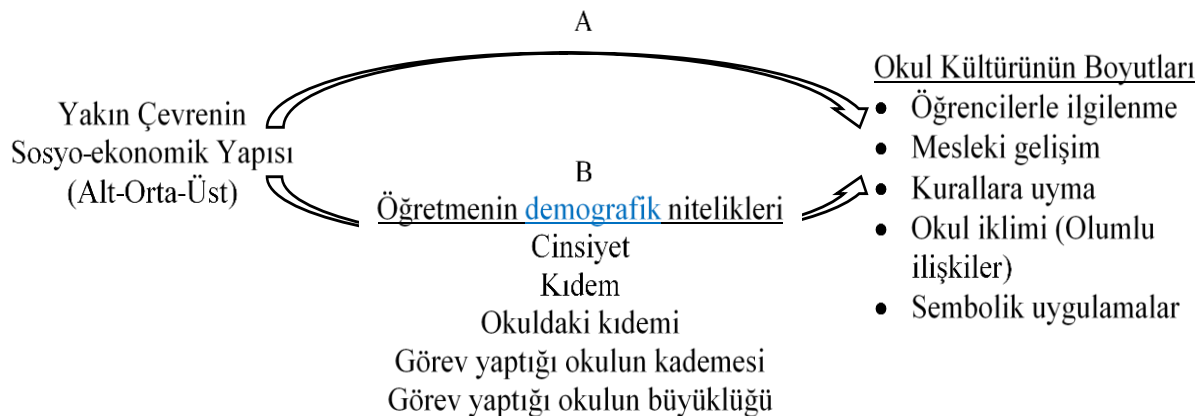 A
Yakın Çevrenin
Sosyo-ekonomik Yapısı
(Alt-Orta-Üst)
B
Öğretmenin demografik nitelikleri
Cinsiyet
Kıdem
Okuldaki kıdemi
Görev yaptığı okulun kademesi
Görev yaptığı okulun büyüklüğü
Okul Kültürünün Boyutları
• Öğrencilerle ilgilenme
• Mesleki gelişim
• Kurallara uyma
• Okul iklimi (Olumlu
ilişkiler)
• Sembolik uygulamalar